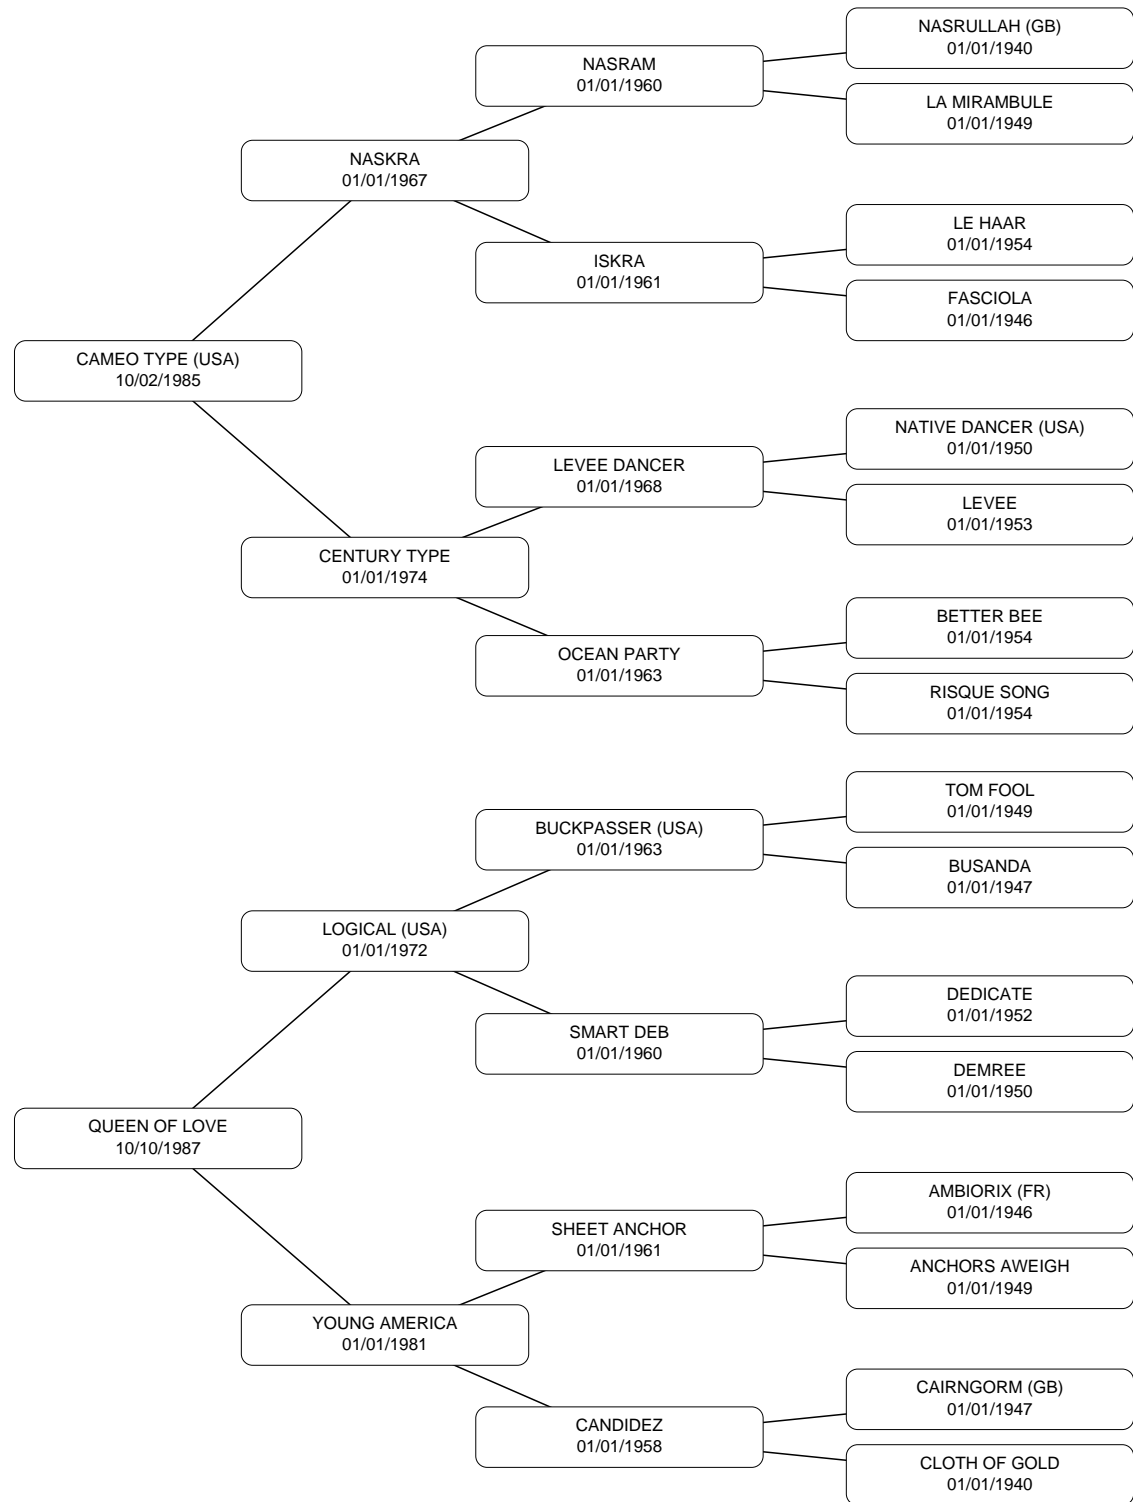 NASRULLAH (GB)
01/01/1940
NASRAM
01/01/1960
LA MIRAMBULE
01/01/1949
NASKRA
01/01/1967
LE HAAR
01/01/1954
ISKRA
01/01/1961
FASCIOLA
01/01/1946
CAMEO TYPE (USA)
10/02/1985
NATIVE DANCER (USA)
01/01/1950
LEVEE DANCER
01/01/1968
LEVEE
01/01/1953
CENTURY TYPE
01/01/1974
BETTER BEE
01/01/1954
OCEAN PARTY
01/01/1963
RISQUE SONG
01/01/1954
TOM FOOL
01/01/1949
BUCKPASSER (USA)
01/01/1963
BUSANDA
01/01/1947
LOGICAL (USA)
01/01/1972
DEDICATE
01/01/1952
SMART DEB
01/01/1960
DEMREE
01/01/1950
QUEEN OF LOVE
10/10/1987
AMBIORIX (FR)
01/01/1946
SHEET ANCHOR
01/01/1961
ANCHORS AWEIGH
01/01/1949
YOUNG AMERICA
01/01/1981
CAIRNGORM (GB)
01/01/1947
CANDIDEZ
01/01/1958
CLOTH OF GOLD
01/01/1940